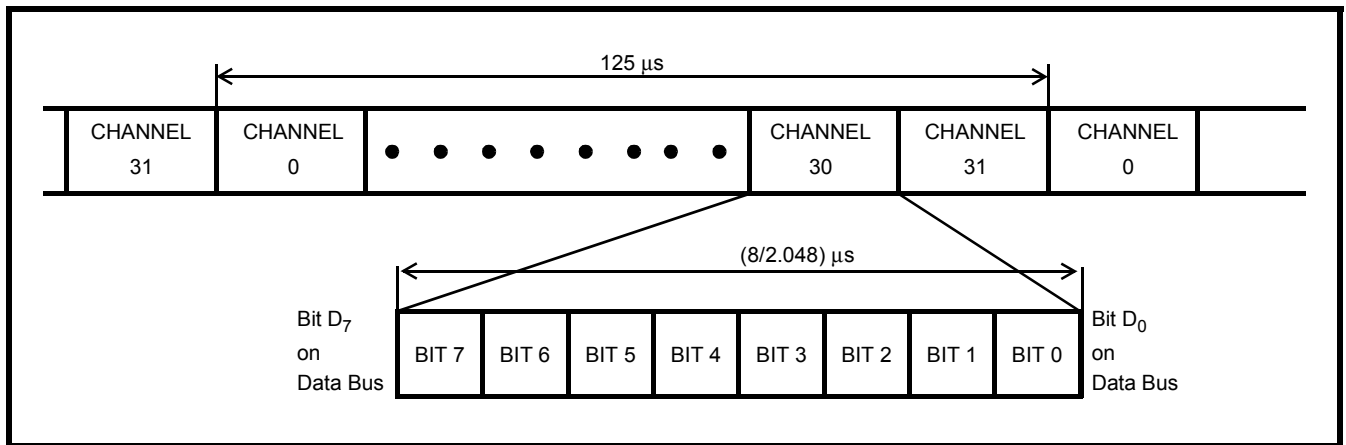 125 μs
CHANNEL 31
CHANNEL 0
CHANNEL 30
CHANNEL 31
CHANNEL 0
(8/2.048) μs
Bit D7 on Data Bus
BIT 7
BIT 6
BIT 5
BIT 4
BIT 3
BIT 2
BIT 1
BIT 0
Bit D0 on Data Bus